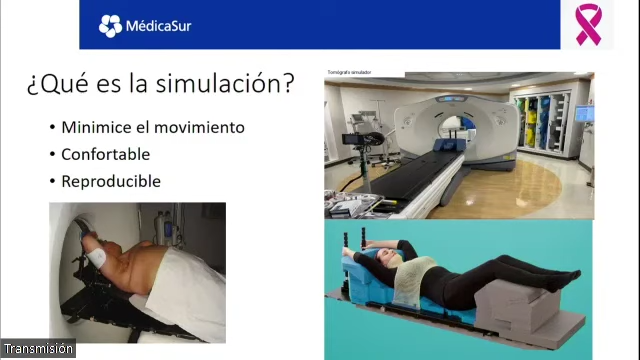 MédicaSur
¿Qué es la simulación?
Tomógrafo simulador
• Minimice el movimiento
• Confortable
• Reproducible
Transmisión